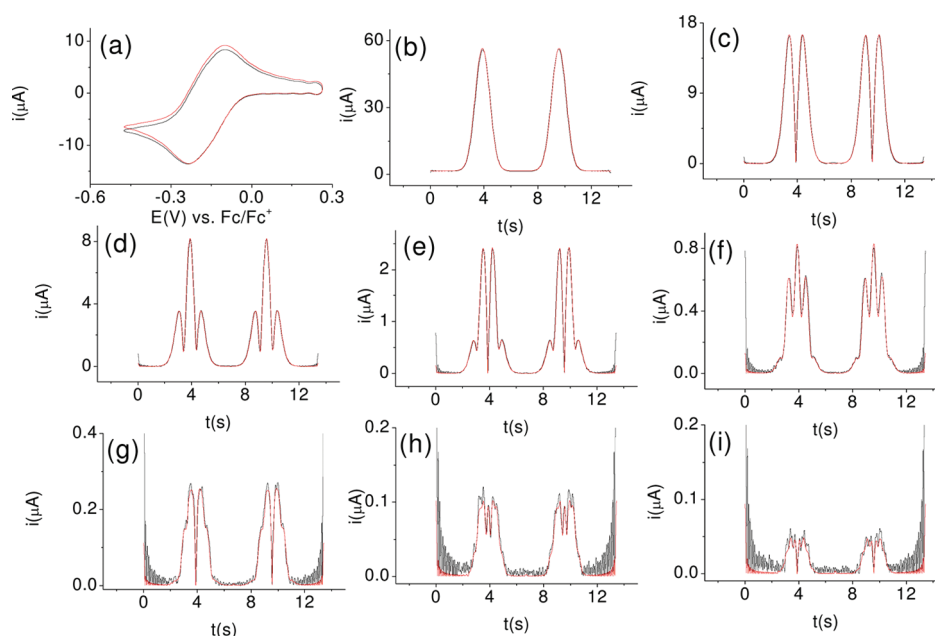 (a)
i(μA)
10
0
-10
-0.6
-0.3
0.0
0.3
E(V) vs. Fc/Fc⁺
(b)
i(μA)
60
30
0
0
4
8
12
t(s)
(c)
i(μA)
18
9
0
0
4
8
12
t(s)
(d)
i(μA)
8
4
0
0
4
8
12
t(s)
(e)
i(μA)
2
1
0
0
4
8
12
t(s)
(f)
i(μA)
0.8
0.4
0.0
0
4
8
12
t(s)
(g)
i(μA)
0.4
0.2
0.0
0
4
8
12
t(s)
(h)
i(μA)
0.2
0.1
0.0
0
4
8
12
t(s)
(i)
i(μA)
0.2
0.1
0.0
0
4
8
12
t(s)